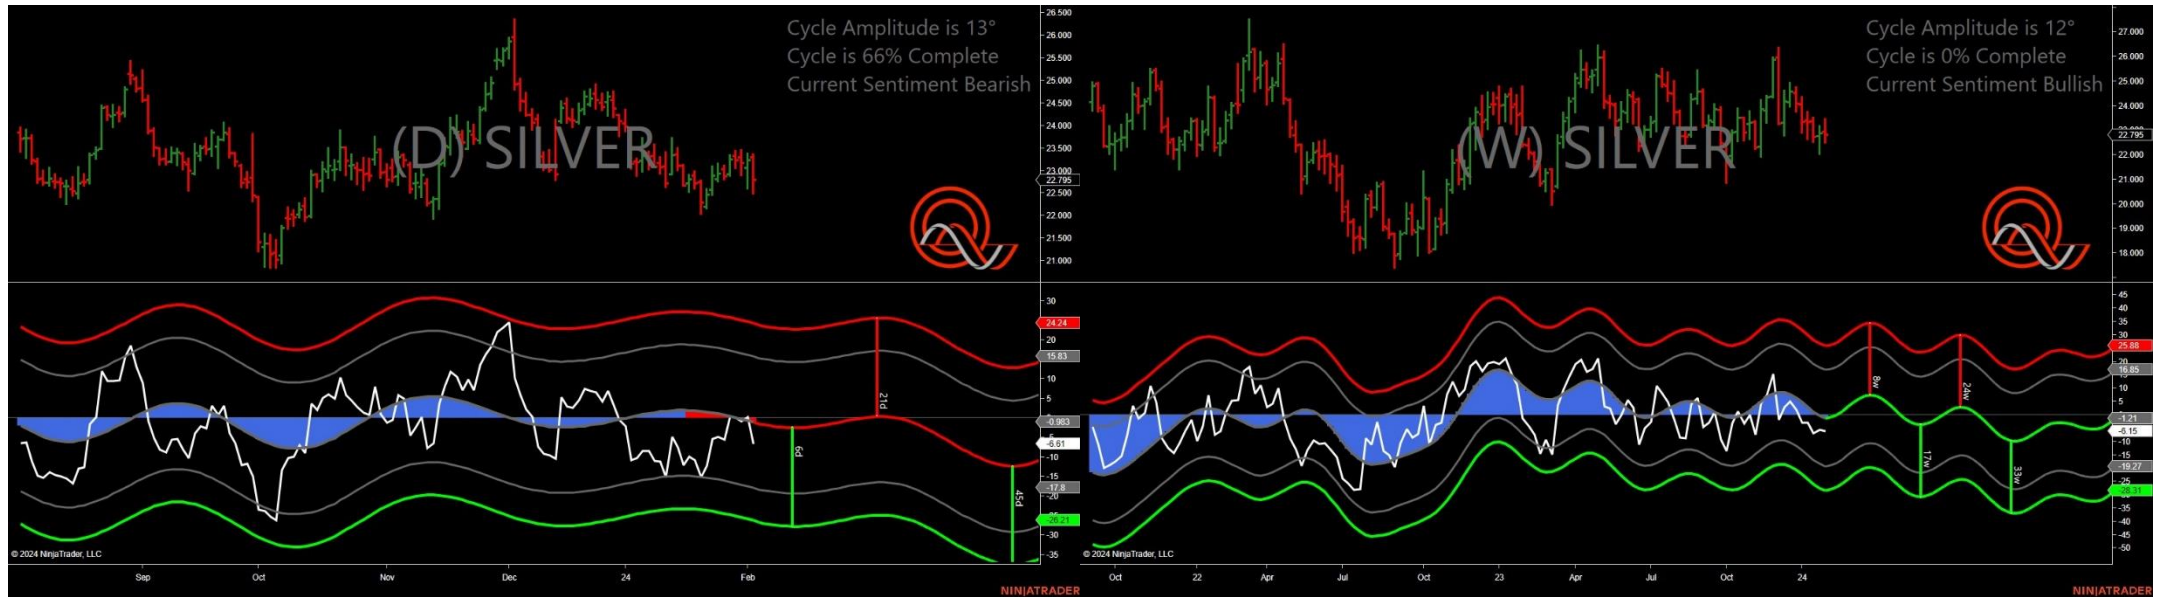 Cycle Amplitude is 13°
Cycle is 66% Complete
Current Sentiment Bearish
(D) SILVER
26.500
26.000
25.500
25.000
24.500
24.000
23.500
23.000
22.795
22.500
22.000
21.500
21.000
30
24.24
20
15.83
10
5
-0.983
-6.61
-10
-15
-17.8
-20
-26.21
-30
-35
21d
6d
45d
© 2024 NinjaTrader, LLC
Sep
Oct
Nov
Dec
24
Feb
NINJATRADER
Cycle Amplitude is 12°
Cycle is 0% Complete
Current Sentiment Bullish
(W) SILVER
27.000
26.000
25.000
24.000
22.795
22.000
21.000
20.000
19.000
18.000
45
40
35
30
25.88
20
16.85
10
5
-1.21
-6.15
-10
-15
-19.27
-28.31
-35
-40
-45
-50
8w
24w
17w
33w
© 2024 NinjaTrader, LLC
Oct
22
Apr
Jul
Oct
23
Apr
Jul
Oct
24
NINJATRADER